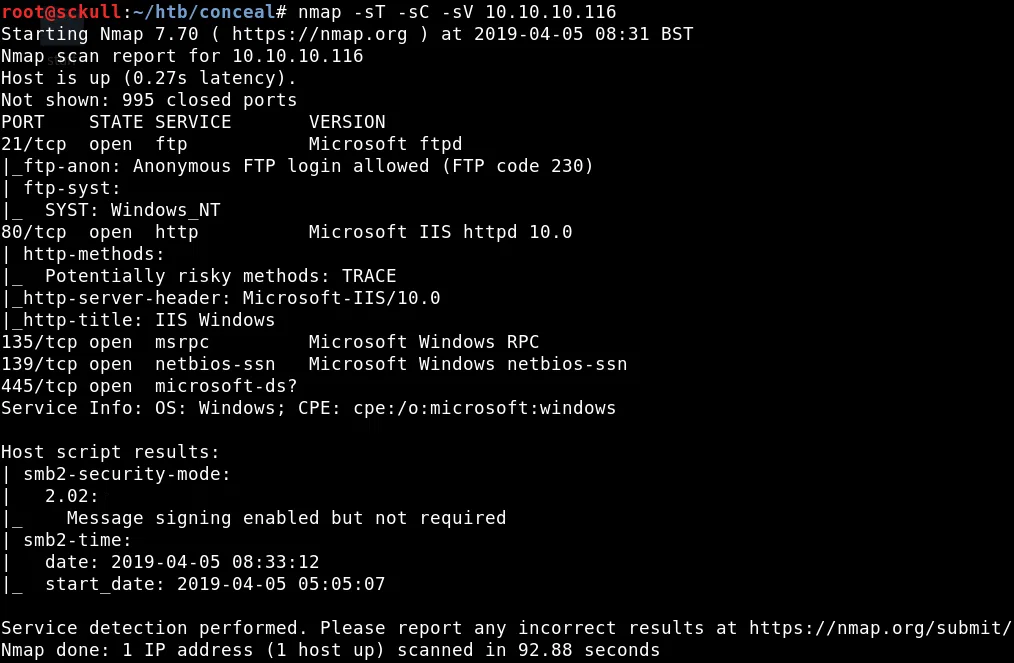 root@sckull:~/htb/conceal# nmap -sT -sC -sV 10.10.10.116
Starting Nmap 7.70 ( https://nmap.org ) at 2019-04-05 08:31 BST
Nmap scan report for 10.10.10.116
Host is up (0.27s latency).
Not shown: 995 closed ports
PORT    STATE SERVICE       VERSION
21/tcp  open  ftp           Microsoft ftpd
|_ftp-anon: Anonymous FTP login allowed (FTP code 230)
| ftp-syst:
|_  SYST: Windows_NT
80/tcp  open  http          Microsoft IIS httpd 10.0
| http-methods:
|_  Potentially risky methods: TRACE
|_http-server-header: Microsoft-IIS/10.0
|_http-title: IIS Windows
135/tcp open  msrpc         Microsoft Windows RPC
139/tcp open  netbios-ssn   Microsoft Windows netbios-ssn
445/tcp open  microsoft-ds?
Service Info: OS: Windows; CPE: cpe:/o:microsoft:windows

Host script results:
| smb2-security-mode:
|   2.02:
|_    Message signing enabled but not required
| smb2-time:
|   date: 2019-04-05 08:33:12
|_  start_date: 2019-04-05 05:05:07

Service detection performed. Please report any incorrect results at https://nmap.org/submit/
Nmap done: 1 IP address (1 host up) scanned in 92.88 seconds